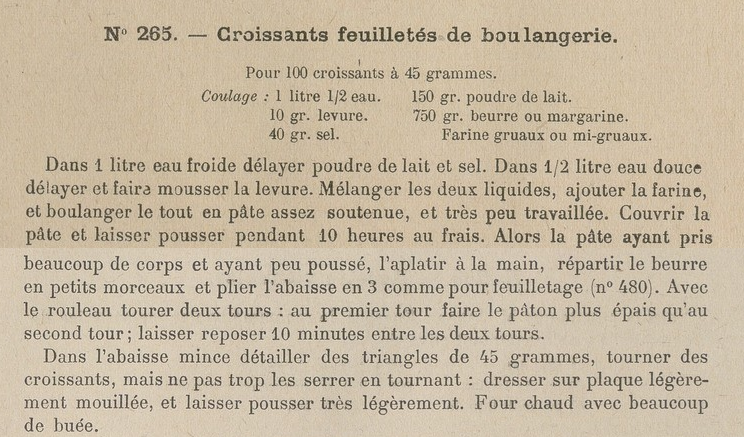 N° 265. — Croissants feuilletés de boulangerie.
Pour 100 croissants à 45 grammes.
Coulage : 1 litre 1/2 eau. 150 gr. poudre de lait.
10 gr. levure. 750 gr. beurre ou margarine.
40 gr. sel. Farine gruaux ou mi-gruaux.
Dans 1 litre eau froide délayer poudre de lait et sel. Dans 1/2 litre eau douce
délayer et faire mousser la levure. Mélanger les deux liquides, ajouter la farine,
et boulanger le tout en pâte assez soutenue, et très peu travaillée. Couvrir la
pâte et laisser pousser pendant 10 heures au frais. Alors la pâte ayant pris
beaucoup de corps et ayant peu poussé, l'aplatir à la main, répartir le beurre
en petits morceaux et plier l'abaisse en 3 comme pour feuilletage (n° 480). Avec
le rouleau tourer deux tours : au premier tour faire le pâton plus épais qu'au
second tour ; laisser reposer 10 minutes entre les deux tours.
Dans l'abaisse mince détailler des triangles de 45 grammes, tourner des
croissants, mais ne pas trop les serrer en tournant : dresser sur plaque légère-
ment mouillée, et laisser pousser très légèrement. Four chaud avec beaucoup
de buée.